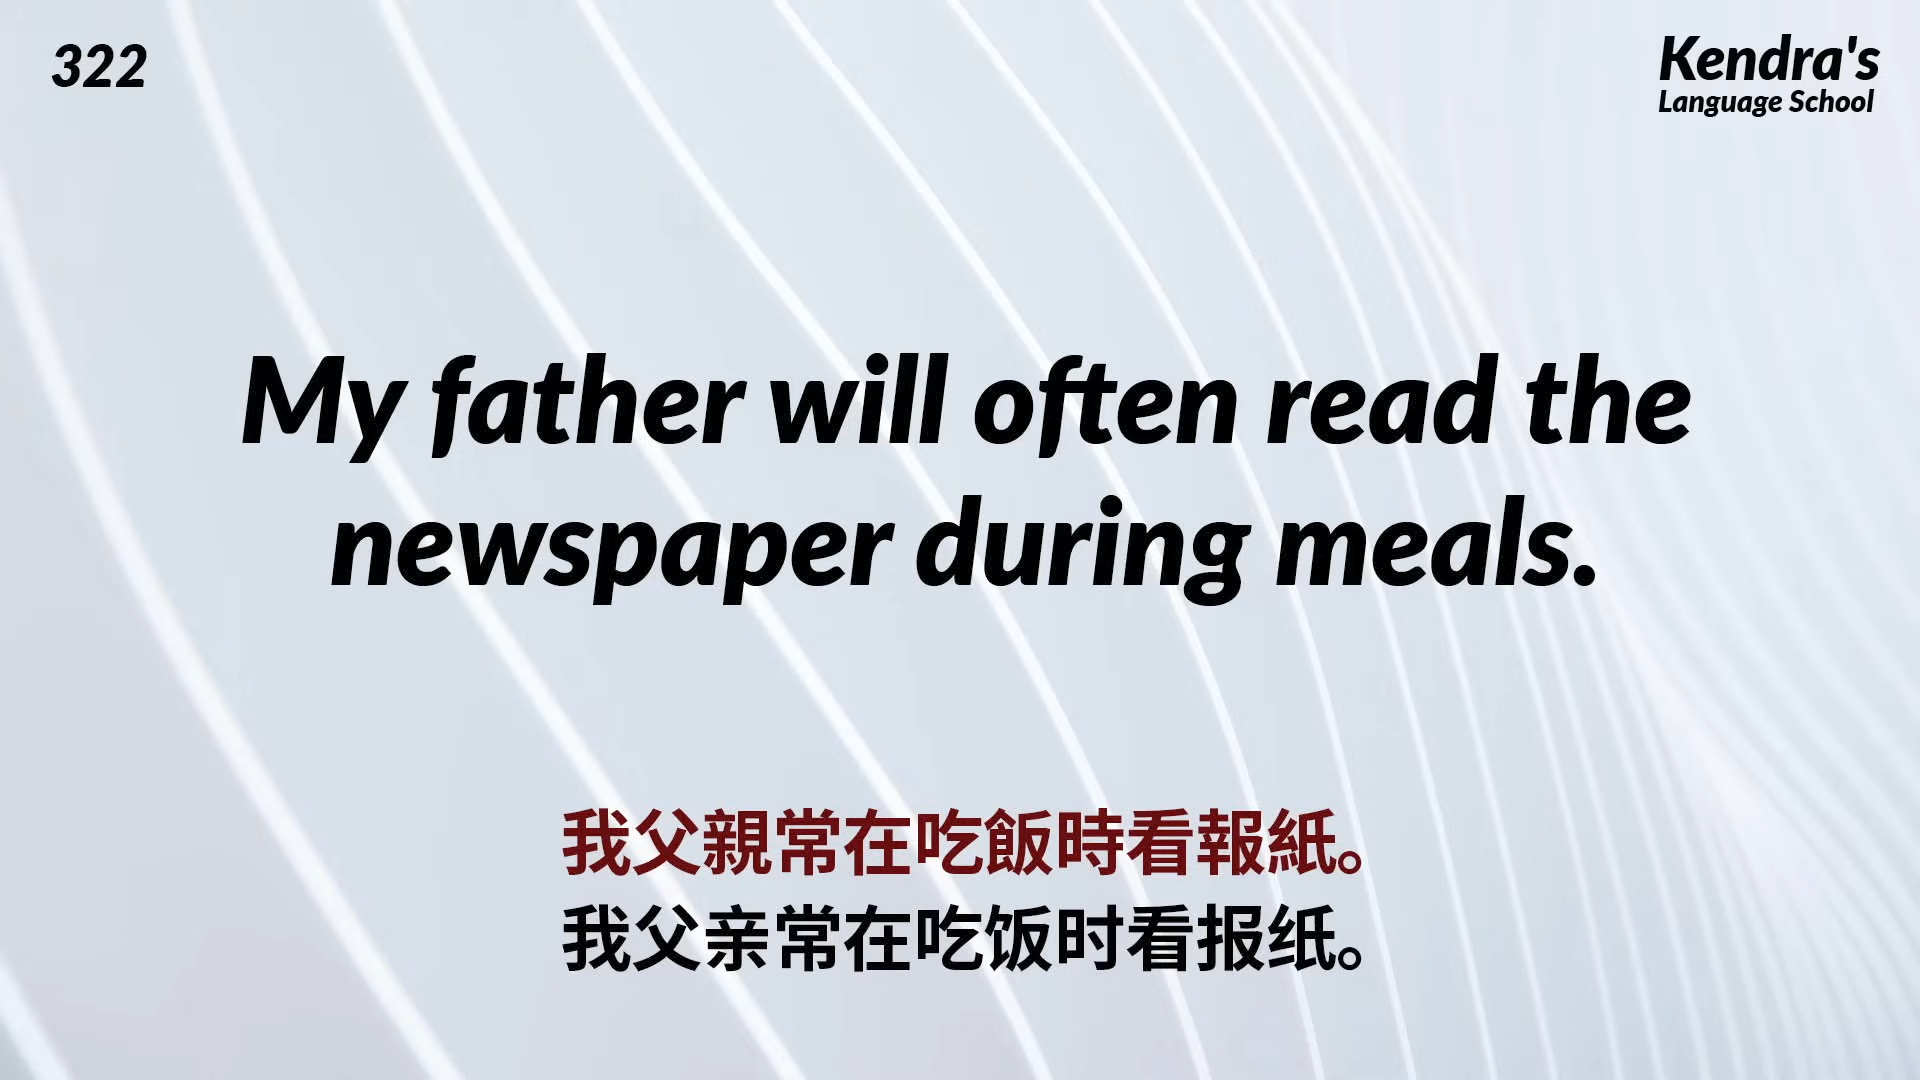 322
Kendra's
Language School
My father will often read the
newspaper during meals.
我父親常在吃飯時看報紙。
我父亲常在吃饭时看报纸。